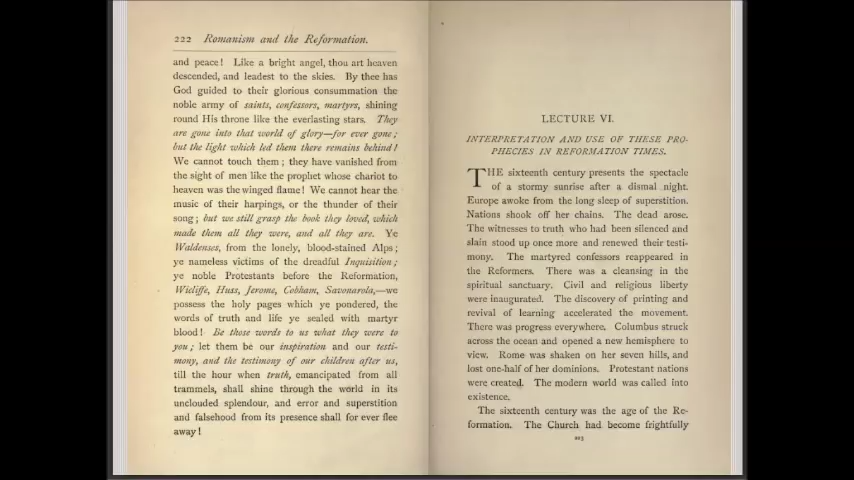 222 Romanism and the Reformation.
and peace! Like a bright angel, thou art heaven
descended, and leadest to the skies. By thee has
God guided to their glorious consummation the
noble army of saints, confessors, martyrs, shining
round His throne like the everlasting stars. They
are gone into that world of glory—for ever gone;
but the light which led them there remains behind!
We cannot touch them; they have vanished from
the sight of men like the prophet whose chariot to
heaven was the winged flame! We cannot hear the
music of their harpings, or the thunder of their
song; but we still grasp the book they loved, which
made them all they were, and all they are. Ye
Waldenses, from the lonely, blood-stained Alps;
ye nameless victims of the dreadful Inquisition;
ye noble Protestants before the Reformation,
Wicliffe, Huss, Jerome, Cobham, Savonarola,—we
possess the holy pages which ye pondered, the
words of truth and life ye sealed with martyr
blood! Be those words to us what they were to
you; let them be our inspiration and our testi-
mony, and the testimony of our children after us,
till the hour when truth, emancipated from all
trammels, shall shine through the world in its
unclouded splendour, and error and superstition
and falsehood from its presence shall for ever flee
away!
LECTURE VI.
INTERPRETATION AND USE OF THESE PRO-
PHECIES IN REFORMATION TIMES.
THE sixteenth century presents the spectacle
of a stormy sunrise after a dismal night.
Europe awoke from the long sleep of superstition.
Nations shook off her chains. The dead arose.
The witnesses to truth who had been silenced and
slain stood up once more and renewed their testi-
mony. The martyred confessors reappeared in
the Reformers. There was a cleansing in the
spiritual sanctuary. Civil and religious liberty
were inaugurated. The discovery of printing and
revival of learning accelerated the movement.
There was progress everywhere. Columbus struck
across the ocean and opened a new hemisphere to
view. Rome was shaken on her seven hills, and
lost one-half of her dominions. Protestant nations
were created. The modern world was called into
existence.
The sixteenth century was the age of the Re-
formation. The Church had become frightfully
223